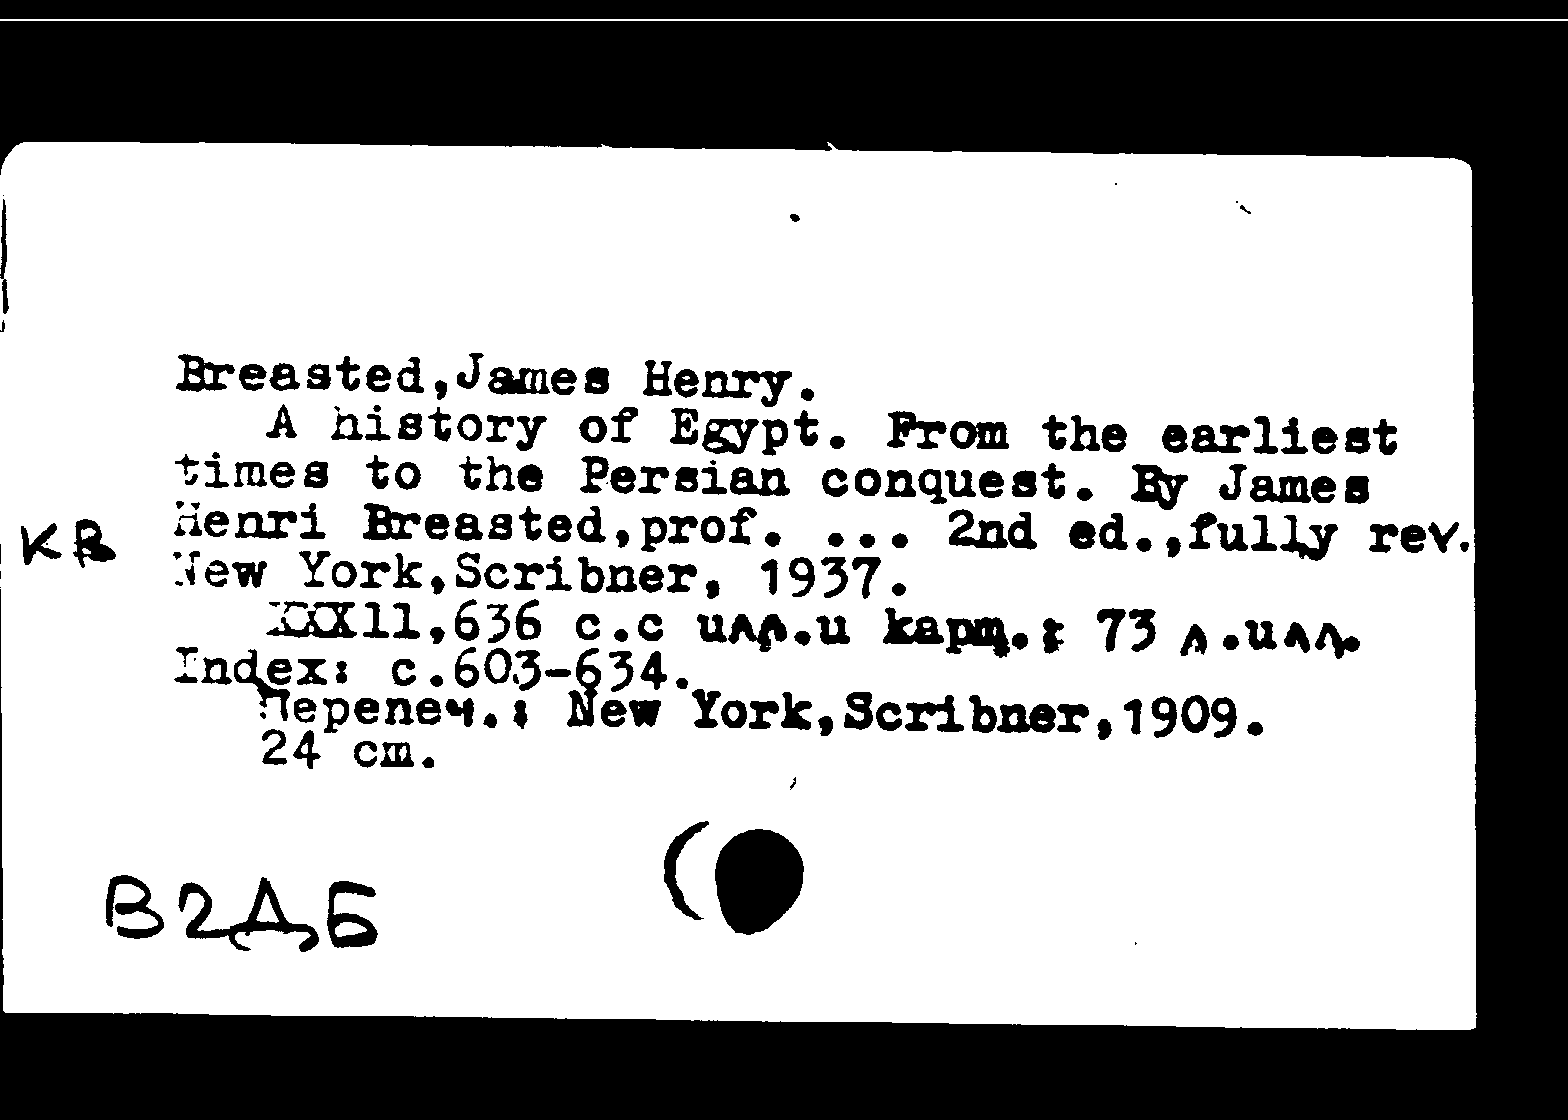 Breasted,James Henry.
A history of Egypt. From the earliest
times to the Persian conquest. By James
Henri Breasted,prof. ... 2nd ed.,fully rev.
KB
New York,Scribner, 1937.
XXX11,636 c.c илл.и карт.; 73 л.илл.
Index: c.603-634.
Перепеч.: New York,Scribner,1909.
24 cm.
В2ДБ